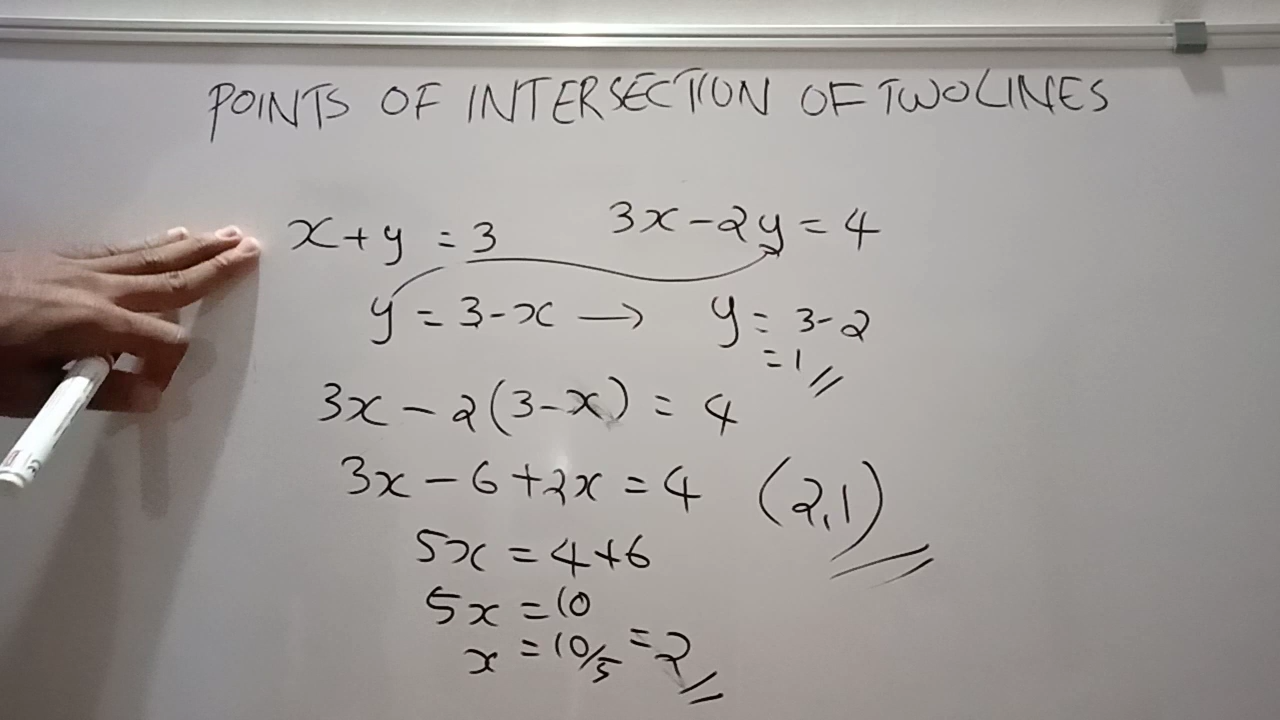 POINTS OF INTERSECTION OF TWO LINES
x+y = 3 3x-2y = 4
y = 3-x → y = 3-2
= 1
3x - 2(3-x) = 4
3x - 6 + 2x = 4 (2,1)
5x = 4+6
5x = 10
x = 10/5 = 2